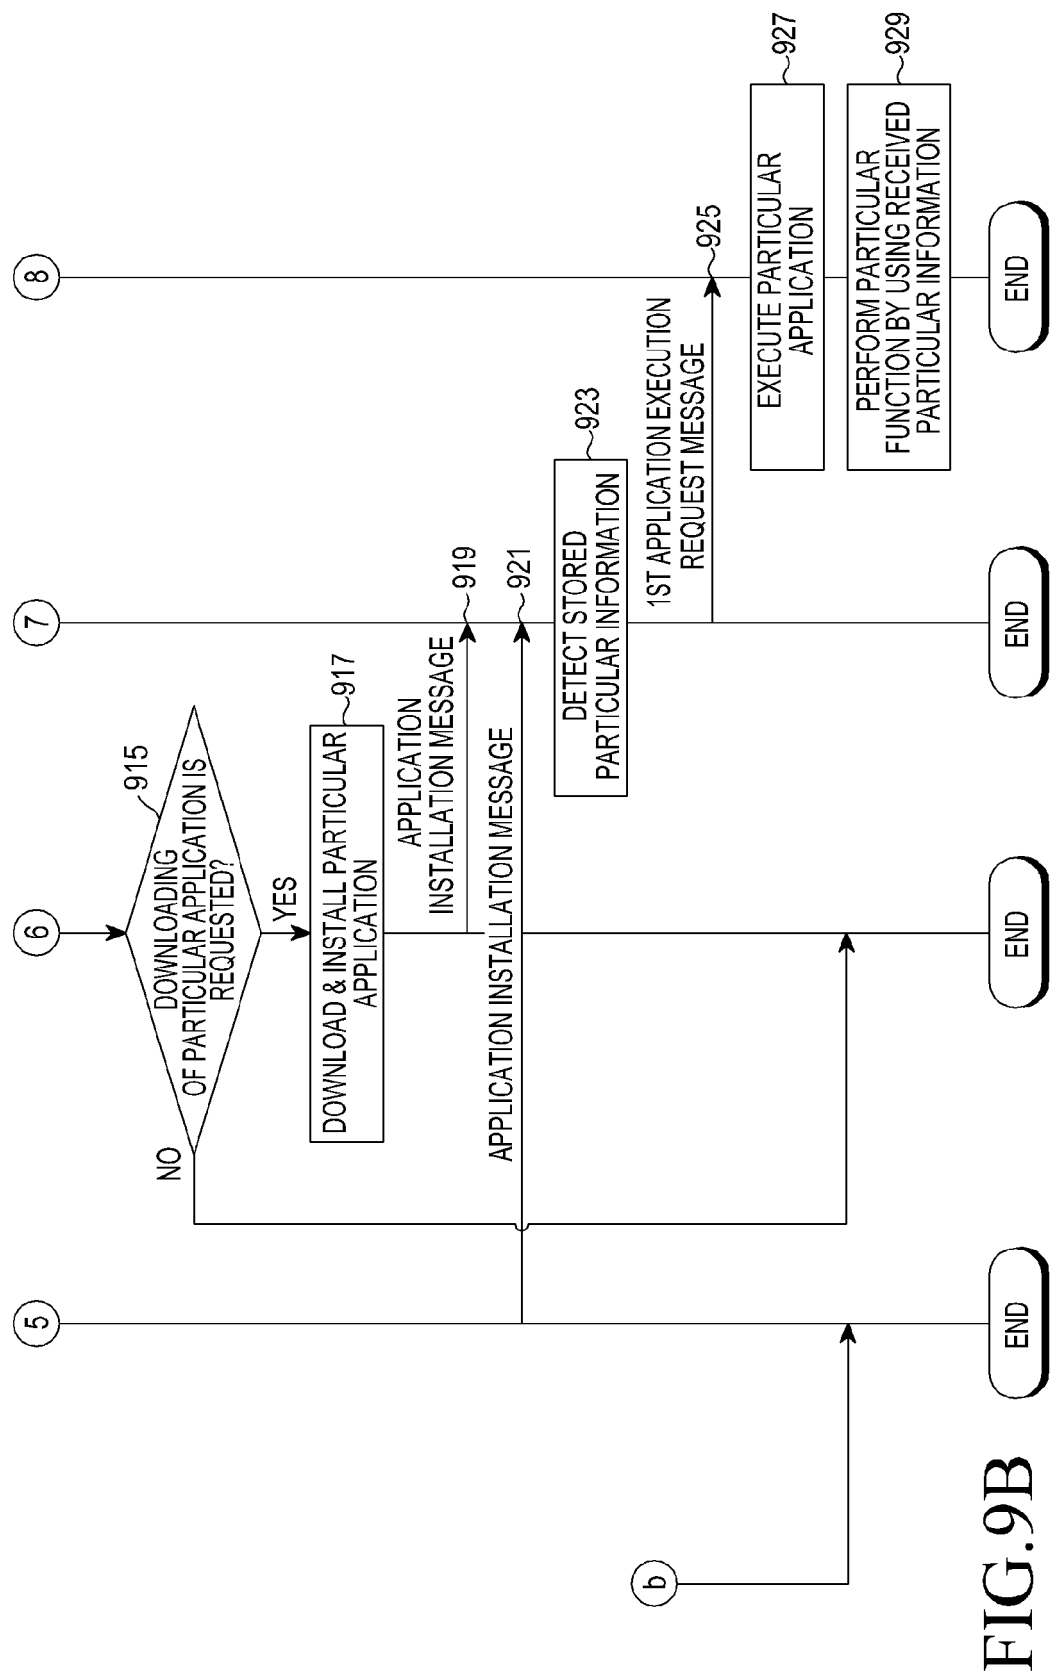 5
6
7
8
915
DOWNLOADING
OF PARTICULAR APPLICATION IS
REQUESTED?
NO
YES
917
DOWNLOAD & INSTALL PARTICULAR
APPLICATION
APPLICATION
INSTALLATION MESSAGE
919
APPLICATION INSTALLATION MESSAGE
921
923
DETECT STORED
PARTICULAR INFORMATION
1ST APPLICATION EXECUTION
REQUEST MESSAGE
925
927
EXECUTE PARTICULAR
APPLICATION
929
PERFORM PARTICULAR
FUNCTION BY USING RECEIVED
PARTICULAR INFORMATION
b
END
END
END
END
FIG.9B